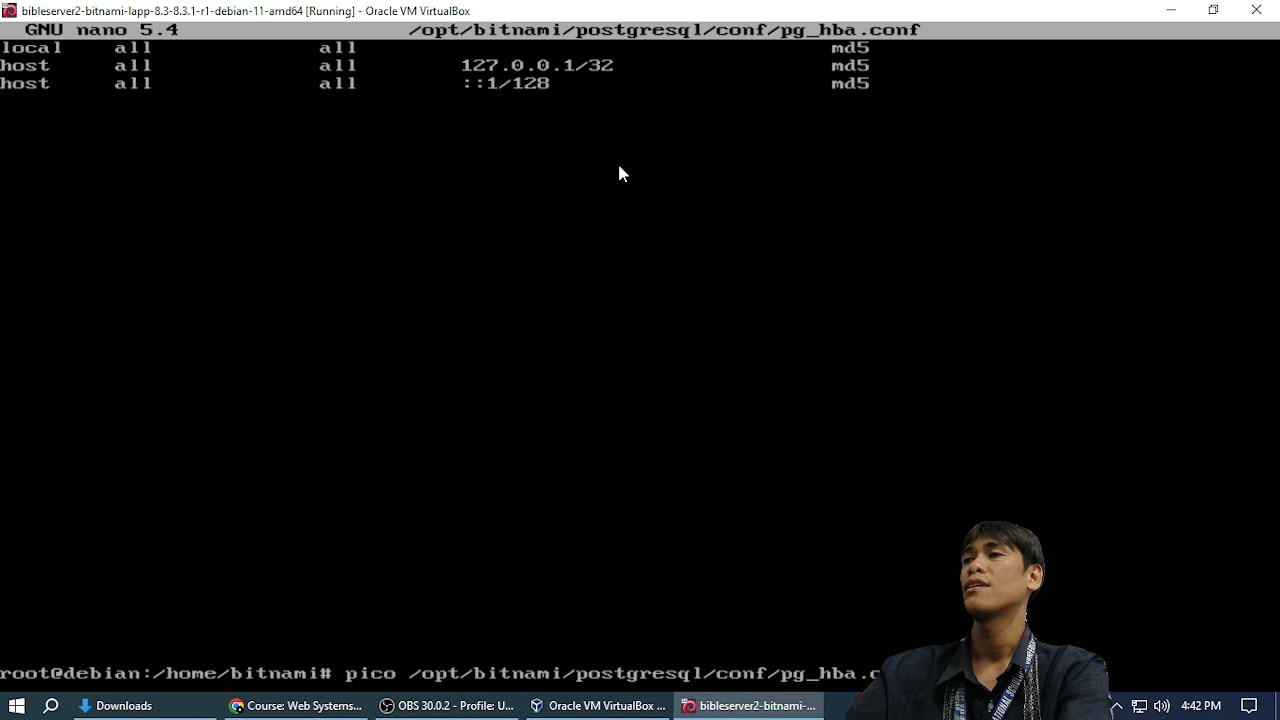 bibleserver2-bitnami-lapp-8.3-8.3.1-r1-debian-11-amd64 [Running] - Oracle VM VirtualBox
GNU nano 5.4 /opt/bitnami/postgresql/conf/pg_hba.conf
local all all md5
host all all 127.0.0.1/32 md5
host all all ::1/128 md5
root@debian:/home/bitnami# pico /opt/bitnami/postgresql/conf/pg_hba.c
Downloads Course: Web Systems... OBS 30.0.2 - Profile: U... Oracle VM VirtualBox ... bibleserver2-bitnami-... 4:42 PM